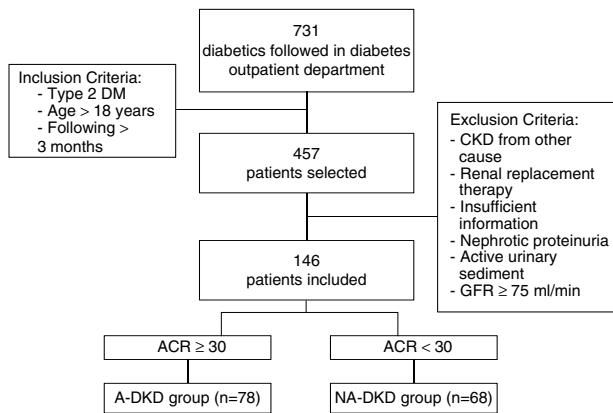 731
diabetics followed in diabetes
outpatient department
Inclusion Criteria:
- Type 2 DM
- Age > 18 years
- Following >
3 months
457
patients selected
Exclusion Criteria:
- CKD from other
cause
- Renal replacement
therapy
- Insufficient
information
- Nephrotic proteinuria
- Active urinary
sediment
- GFR ≥ 75 ml/min
146
patients included
ACR ≥ 30
ACR < 30
A-DKD group (n=78)
NA-DKD group (n=68)